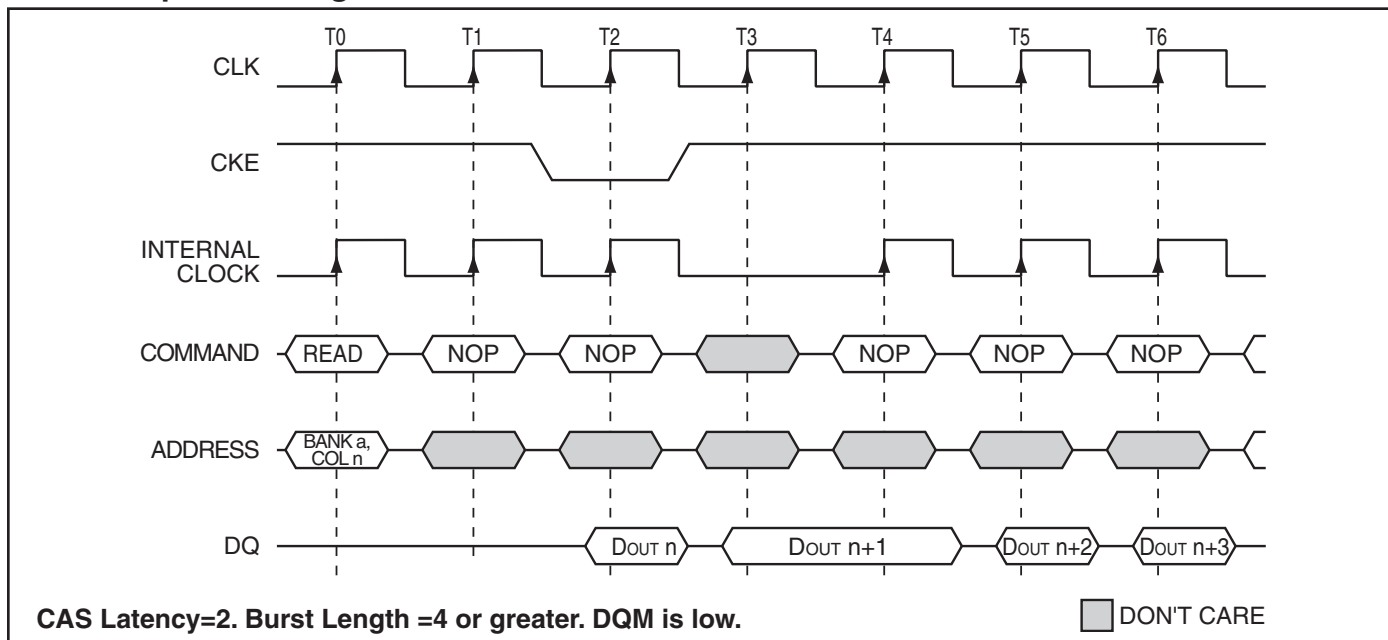 T0 T1 T2 T3 T4 T5 T6
CLK
CKE
INTERNAL
CLOCK
COMMAND READ NOP NOP NOP NOP NOP
ADDRESS BANK a,
COL n
DQ DOUT n DOUT n+1 DOUT n+2 DOUT n+3
CAS Latency=2. Burst Length =4 or greater. DQM is low. DON'T CARE